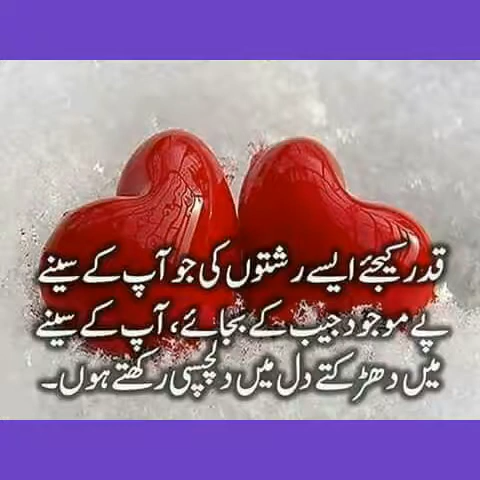 قدر کیجئے ایسے رشتوں کی جو آپ کے سینے
پے موجود جیب کے بجائے، آپ کے سینے
میں دھڑکتے دل میں دلچسپی رکھتے ہوں۔